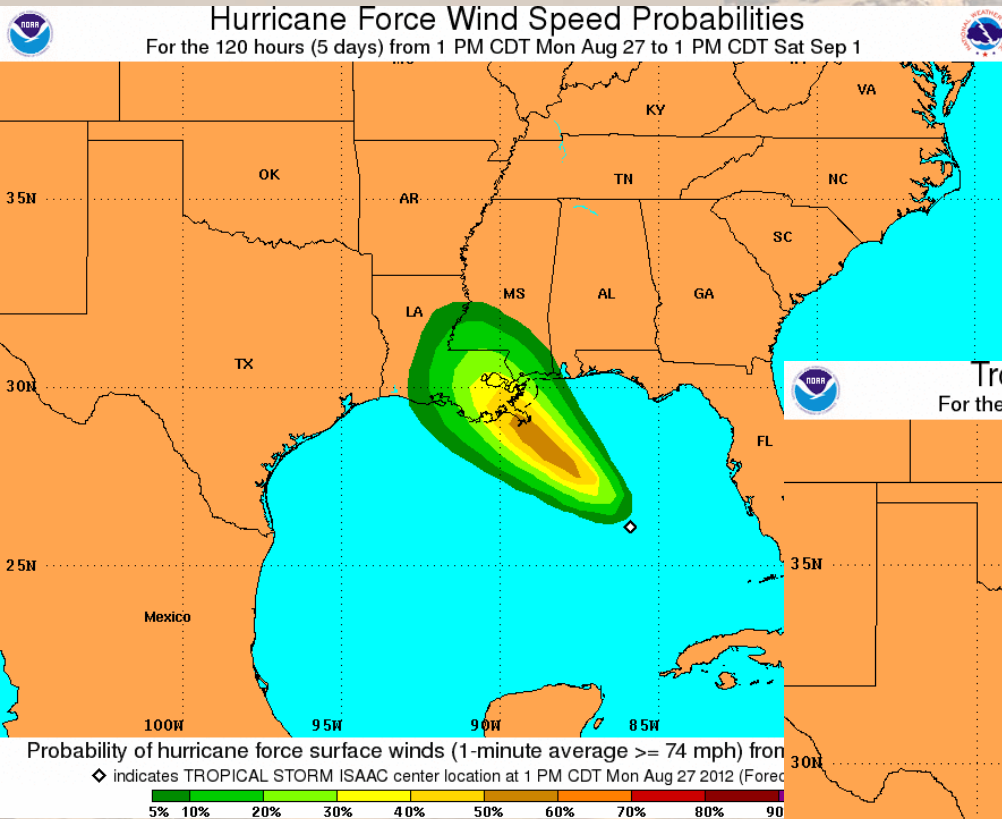 Hurricane Force Wind Speed Probabilities
For the 120 hours (5 days) from 1 PM CDT Mon Aug 27 to 1 PM CDT Sat Sep 1
NOAA
KY
VA
OK
TN
NC
35N
AR
SC
MS
AL
GA
LA
TX
30N
NOAA
For the
FL
25N
35N
Mexico
100W 95W 90W 85W
Probability of hurricane force surface winds (1-minute average >= 74 mph) from
30N
indicates TROPICAL STORM ISAAC center location at 1 PM CDT Mon Aug 27 2012
5% 10% 20% 30% 40% 50% 60% 70% 80% 90